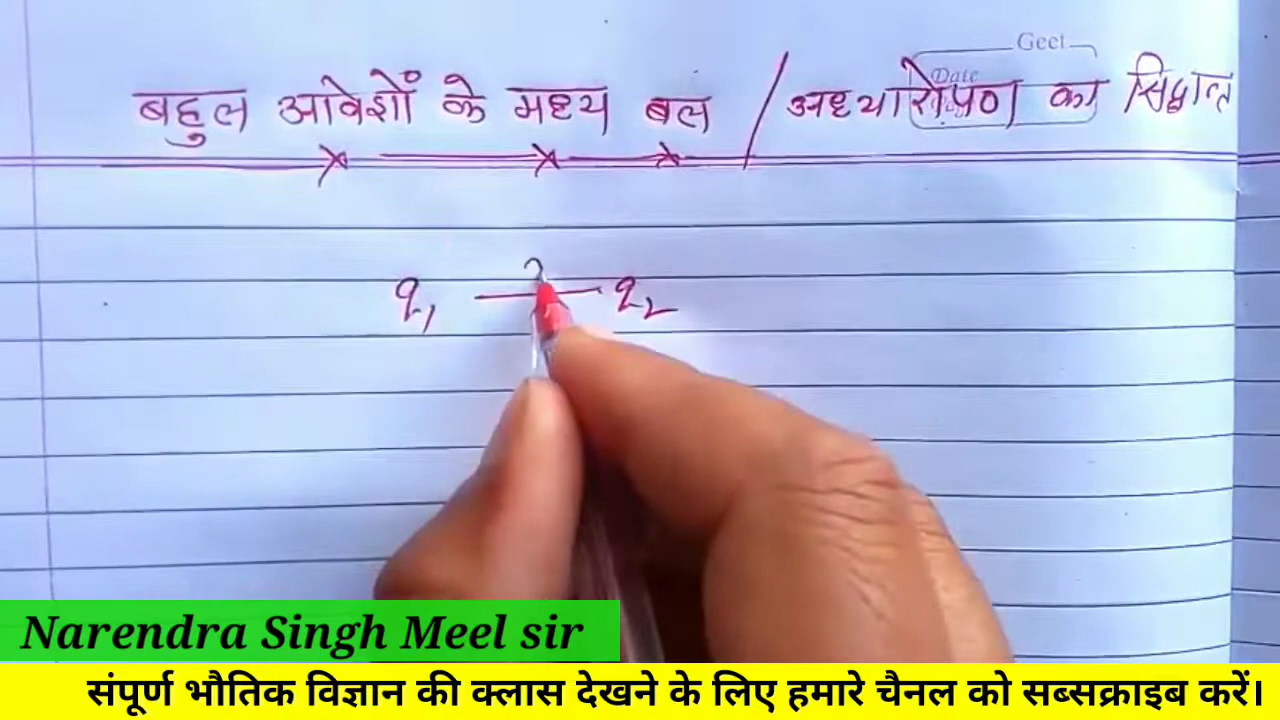 Geet
Date
बहुल आवेशों के मध्य बल / अध्यारोपण का सिद्धान्त
q₁ — q₂
Narendra Singh Meel sir
संपूर्ण भौतिक विज्ञान की क्लास देखने के लिए हमारे चैनल को सब्सक्राइब करें।